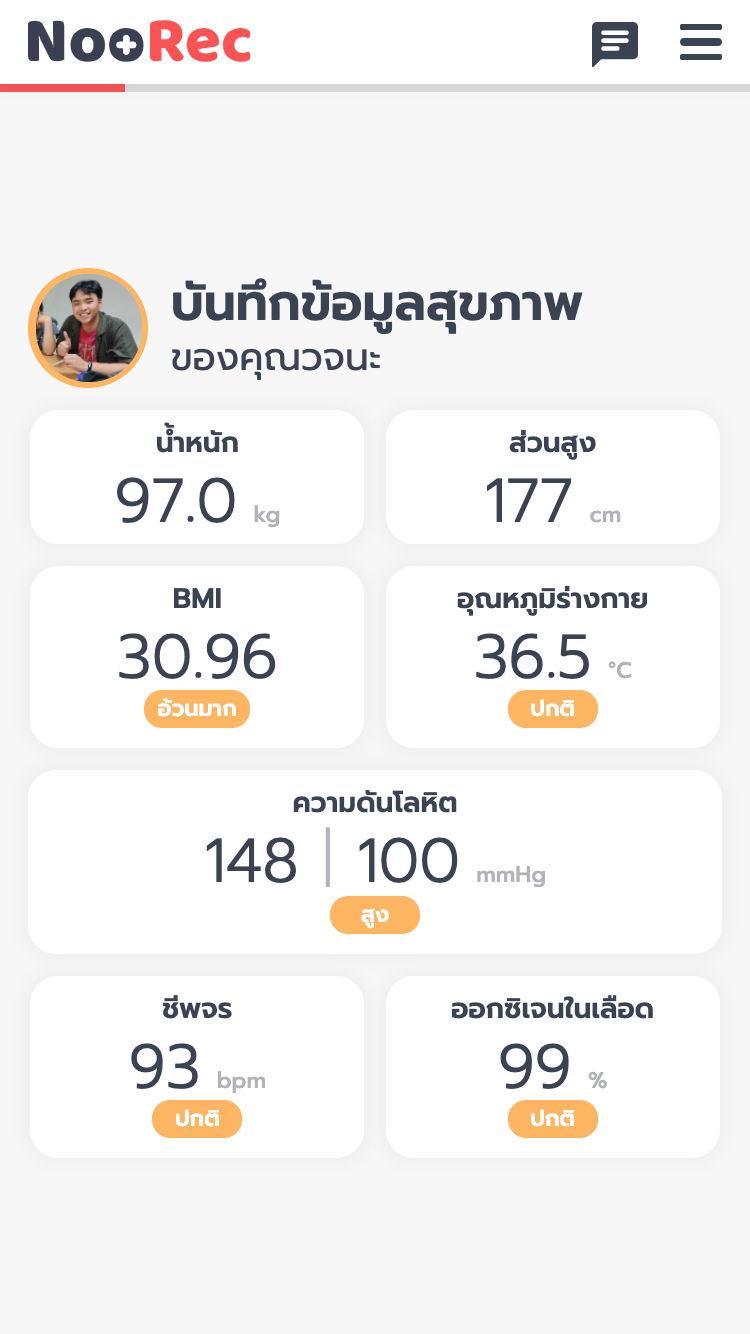 NooRec
บันทึกข้อมูลสุขภาพ
ของคุณวจนะ
น้ำหนัก
97.0 kg
ส่วนสูง
177 cm
BMI
30.96
อ้วนมาก
อุณหภูมิร่างกาย
36.5 °C
ปกติ
ความดันโลหิต
148 | 100 mmHg
สูง
ชีพจร
93 bpm
ปกติ
ออกซิเจนในเลือด
99 %
ปกติ